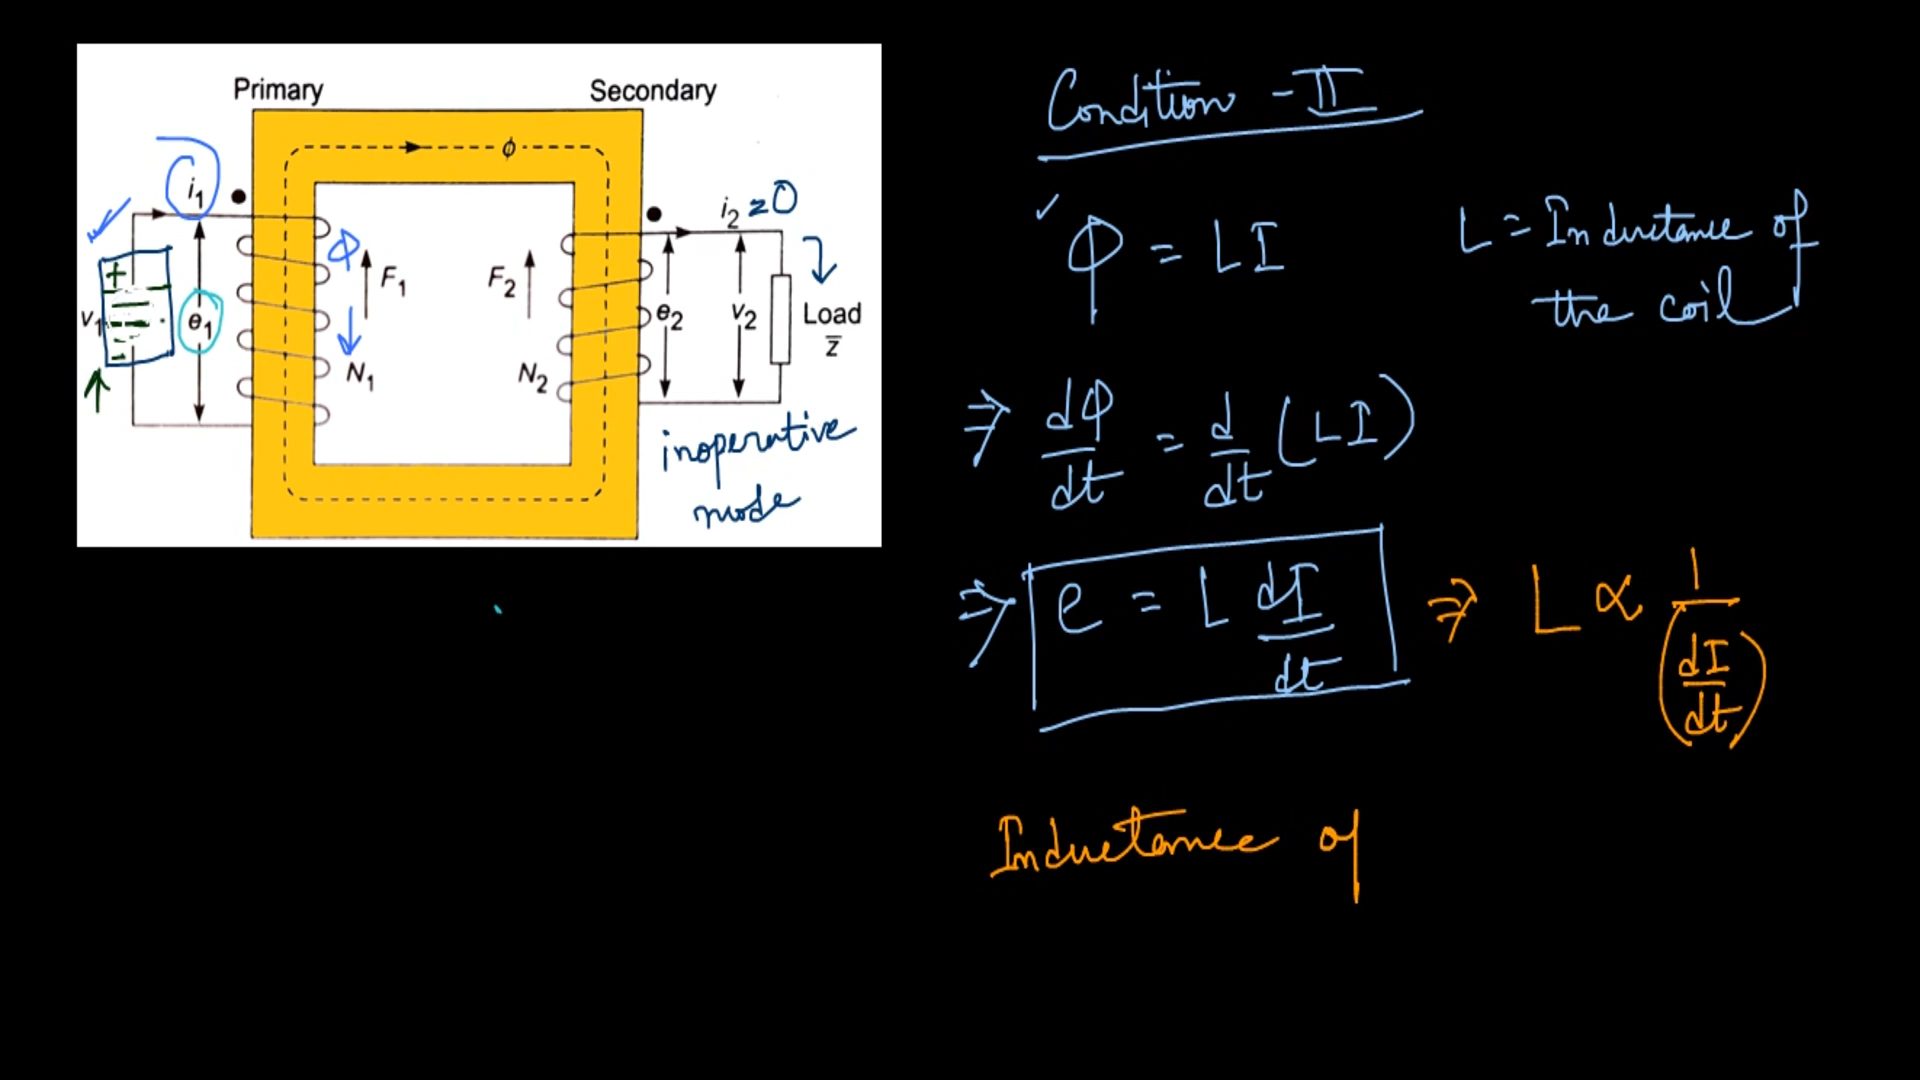 Primary
Secondary
ϕ
i₁
i₂ = 0
ϕ
F₁
F₂
v₁
+
-
e₁
e₂
v₂
Load
z̄
N₁
N₂
inoperative
mode
Condition - II
✓ φ = LI
L = Inductance of
the coil
⇒ dφ/dt = d/dt (LI)
⇒ e = L dI/dt ⇒ L ∝ 1/(dI/dt)
Inductance of